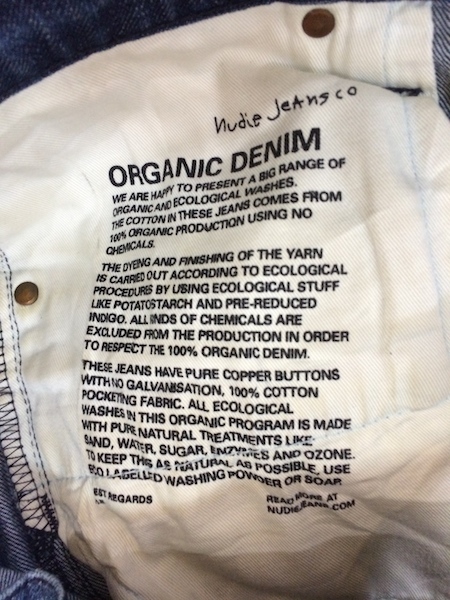 nudie jeans co
ORGANIC DENIM
WE ARE HAPPY TO PRESENT A BIG RANGE OF
ORGANIC AND ECOLOGICAL WASHES.
THE COTTON IN THESE JEANS COMES FROM
100% ORGANIC PRODUCTION USING NO
CHEMICALS.
THE DYEING AND FINISHING OF THE YARN
IS CARRIED OUT ACCORDING TO ECOLOGICAL
PROCEDURES BY USING ECOLOGICAL STUFF
LIKE POTATOSTARCH AND PRE-REDUCED
INDIGO. ALL KINDS OF CHEMICALS ARE
EXCLUDED FROM THE PRODUCTION IN ORDER
TO RESPECT THE 100% ORGANIC DENIM.
THESE JEANS HAVE PURE COPPER BUTTONS
WITH NO GALVANISATION, 100% COTTON
POCKETING FABRIC. ALL ECOLOGICAL
WASHES IN THIS ORGANIC PROGRAM IS MADE
WITH PURE NATURAL TREATMENTS LIKE
SAND, WATER, SUGAR, ENZYMES AND OZONE.
TO KEEP THIS AS NATURAL AS POSSIBLE, USE
ECO LABELLED WASHING POWDER OR SOAP.
EST REGARDS
READ MORE AT
NUDIEJEANS.COM